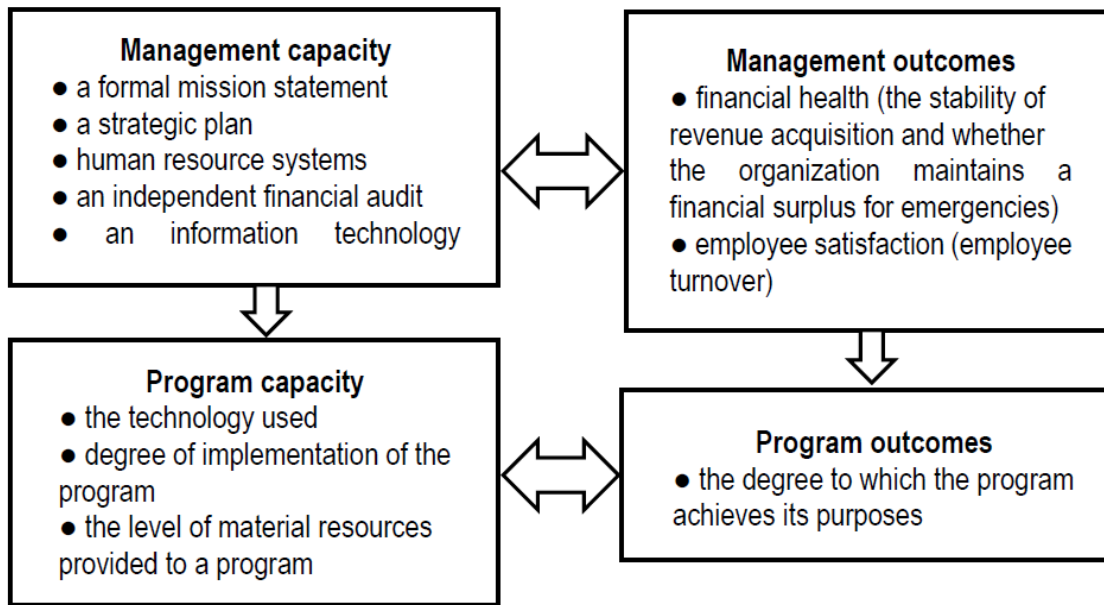 Management capacity
● a formal mission statement
● a strategic plan
● human resource systems
● an independent financial audit
● an information technology
Management outcomes
● financial health (the stability of
revenue acquisition and whether
the organization maintains a
financial surplus for emergencies)
● employee satisfaction (employee
turnover)
Program capacity
● the technology used
● degree of implementation of the
program
● the level of material resources
provided to a program
Program outcomes
● the degree to which the program
achieves its purposes